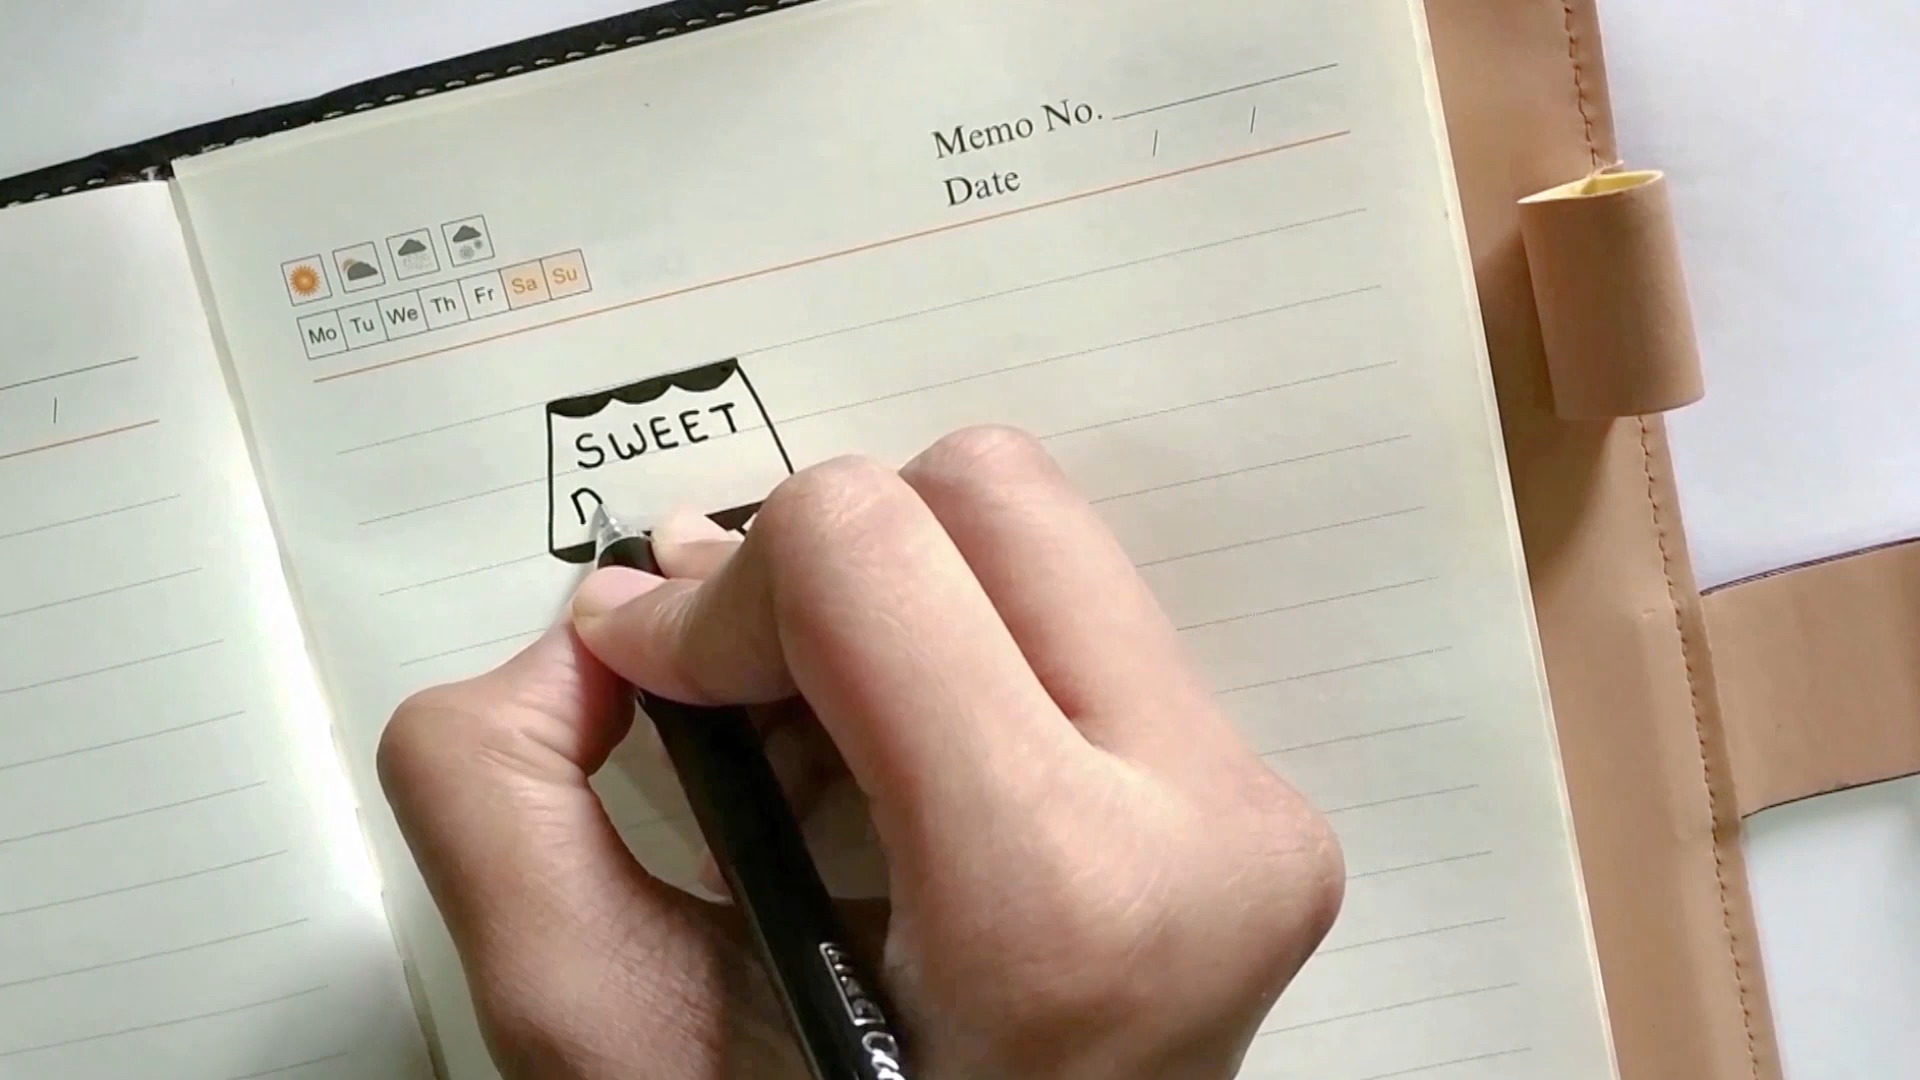 Memo No.
Date / /
Mo Tu We Th Fr Sa Su
SWEET
/